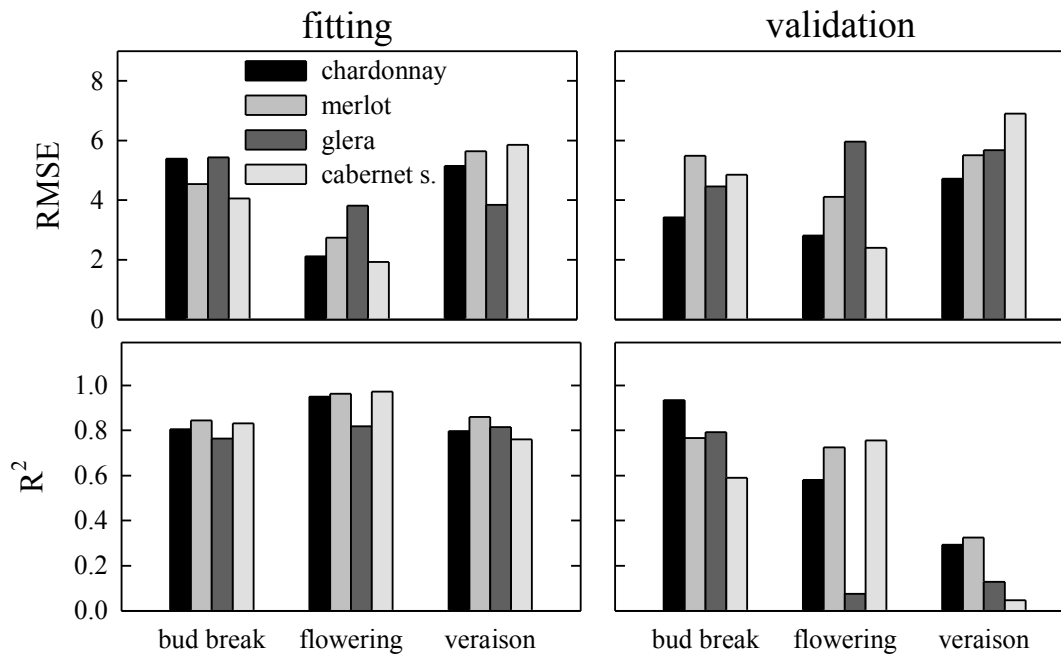 fitting
validation
chardonnay
merlot
glera
cabernet s.
RMSE
8
6
4
2
0
R²
1.0
0.8
0.6
0.4
0.2
0.0
bud break flowering veraison
bud break flowering veraison